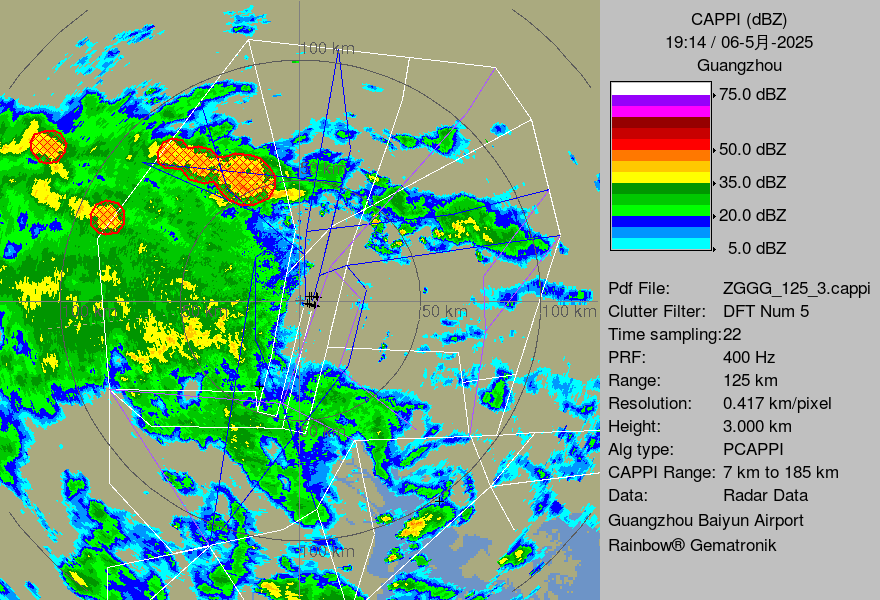 CAPPI (dBZ)
19:14 / 06-5月-2025
Guangzhou
75.0 dBZ
50.0 dBZ
35.0 dBZ
20.0 dBZ
5.0 dBZ
Pdf File: ZGGG_125_3.cappi
Clutter Filter: DFT Num 5
Time sampling:22
PRF: 400 Hz
Range: 125 km
Resolution: 0.417 km/pixel
Height: 3.000 km
Alg type: PCAPPI
CAPPI Range: 7 km to 185 km
Data: Radar Data
Guangzhou Baiyun Airport
Rainbow® Gematronik
100 km
50 km
100 km
100 km